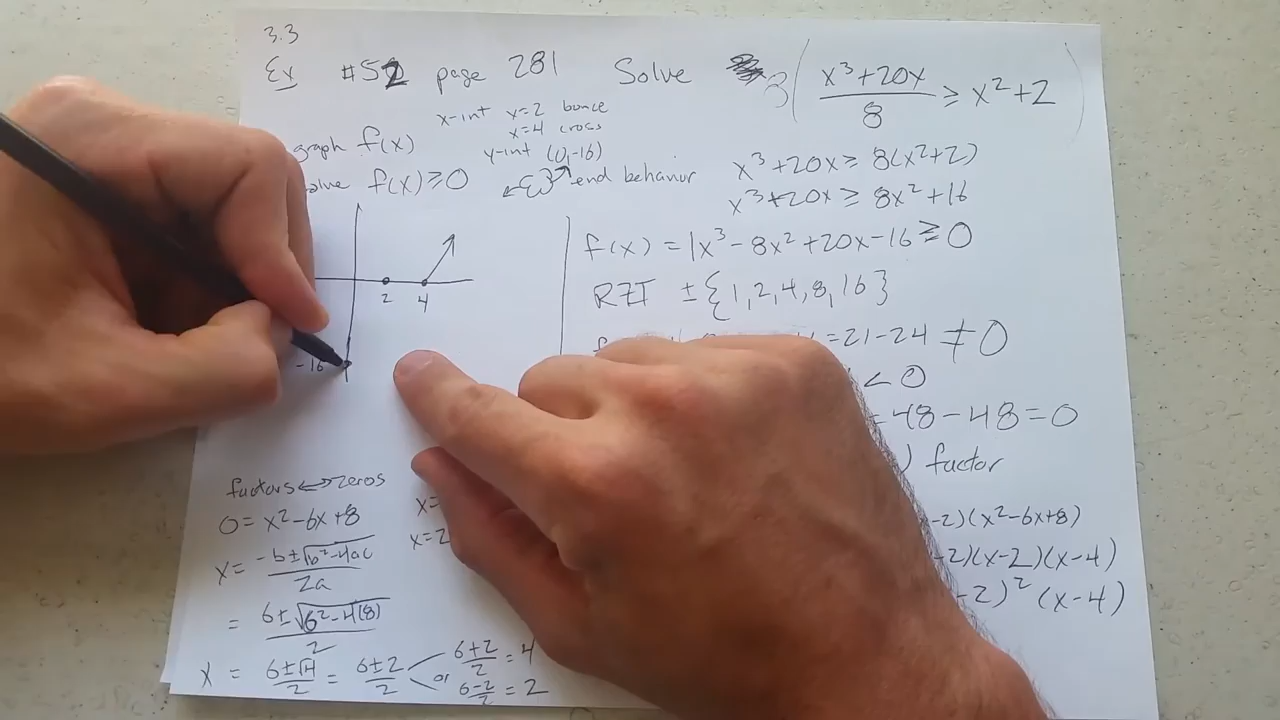 3.3
Ex #52 page 281 Solve 8( x³+20x / 8 ≥ x²+2 )
x-int x=2 bounce
x=4 cross
y-int (0,-16)
graph f(x)
solve f(x)≥0
end behavior
x³+20x ≥ 8(x²+2)
x³+20x ≥ 8x²+16
f(x) = 1x³-8x²+20x-16 ≥ 0
RZT ±{1,2,4,8,16}
2 4
-16
=21-24 ≠0
<0
=48-48=0
) factor
-2)(x²-6x+8)
-2)(x-2)(x-4)
2)² (x-4)
factors ↔ zeros
0 = x²-6x+8
x = -b±√b²-4ac / 2a
= 6±√6²-4(8) / 2
x = 6±√4 / 2 = 6±2 / 2
6+2 / 2 = 4
or
6-2 / 2 = 2
x=
x=2